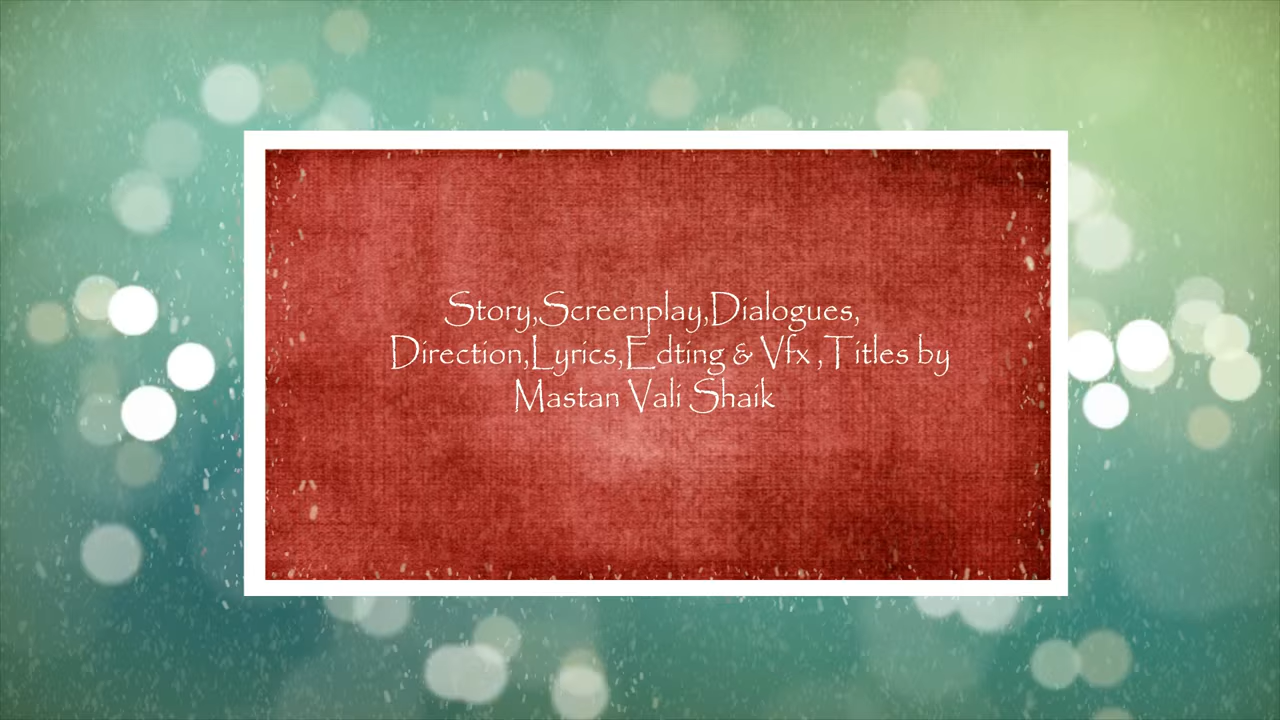 Story,Screenplay,Dialogues,
Direction,Lyrics,Edting & Vfx ,Titles by
Mastan Vali Shaik